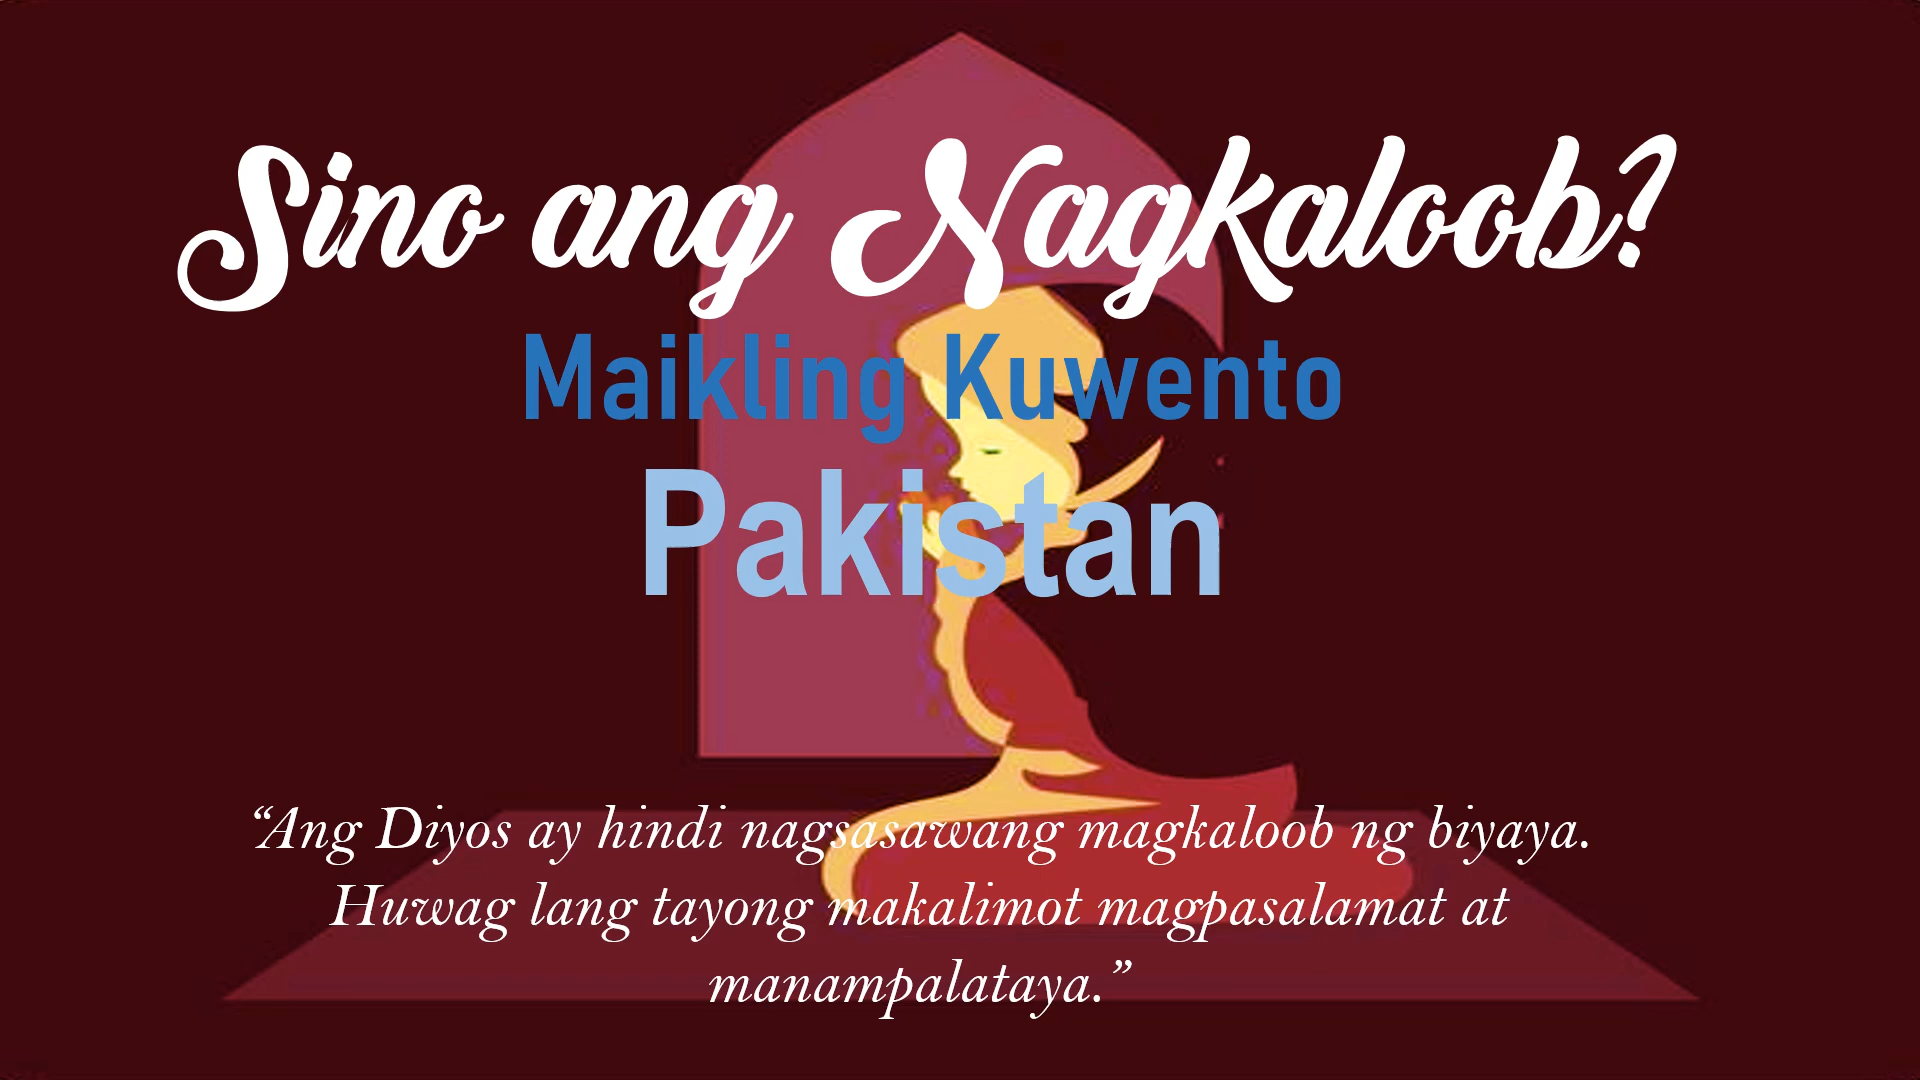 Sino ang Nagkaloob?
Maikling Kuwento
Pakistan
“Ang Diyos ay hindi nagsasawang magkaloob ng biyaya.
Huwag lang tayong makalimot magpasalamat at
manampalataya.”